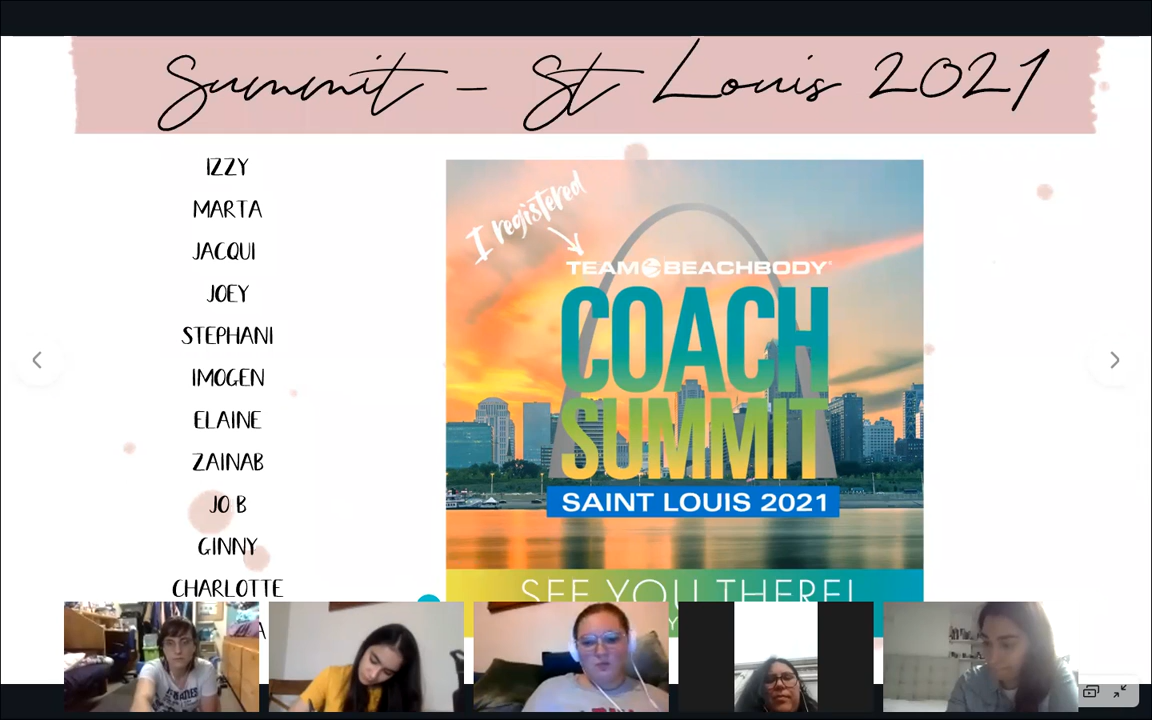 Summit - St Louis 2021
IZZY
MARTA
JACQUI
JOEY
STEPHANI
IMOGEN
ELAINE
ZAINAB
JO B
GINNY
CHARLOTTE
I registered
TEAM BEACHBODY
COACH
SUMMIT
SAINT LOUIS 2021
SEE YOU THERE!